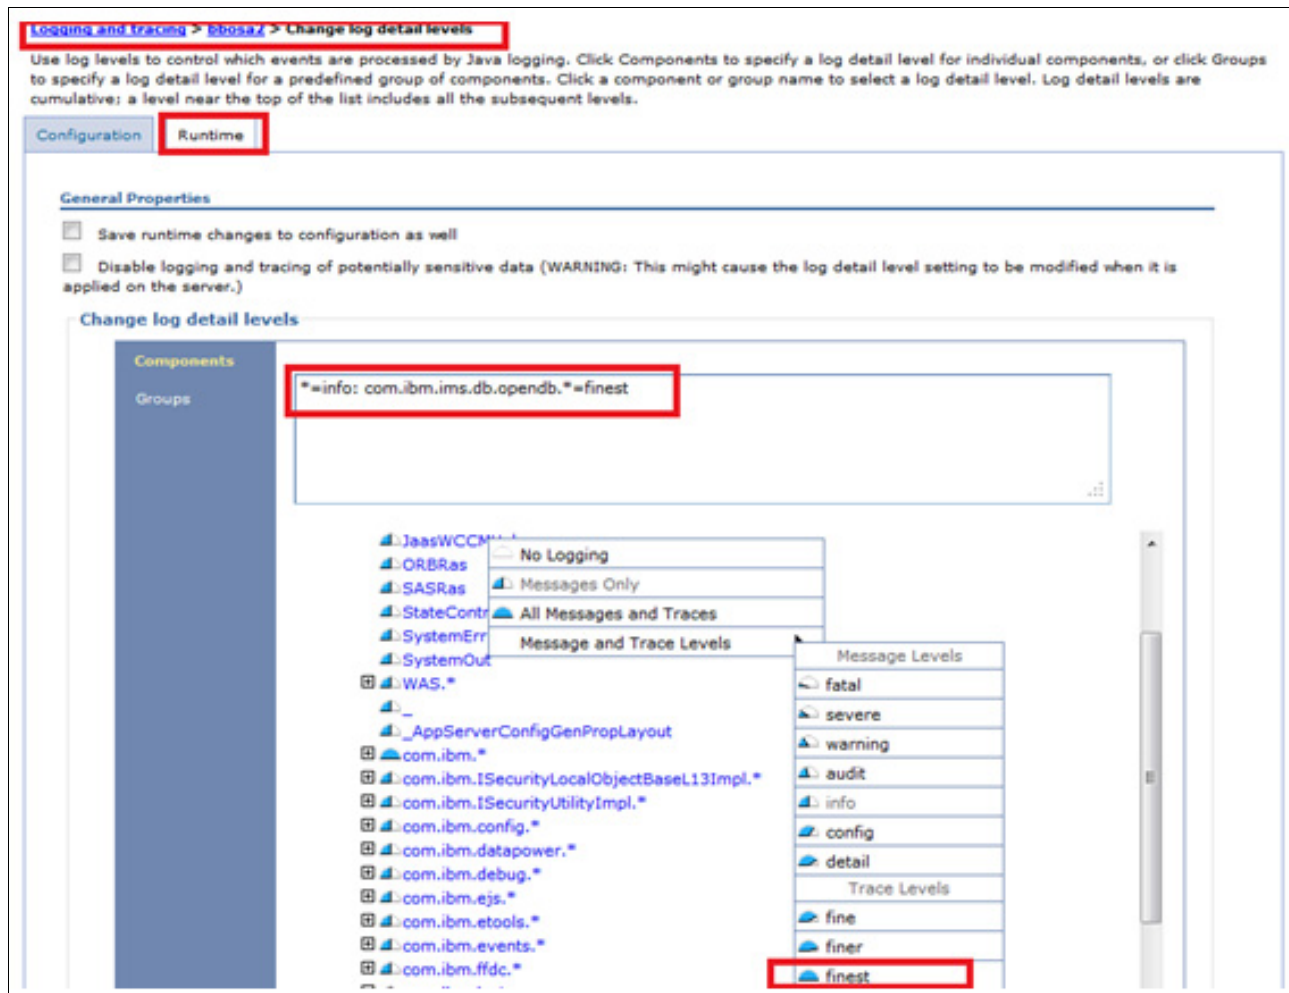 Logging and tracing > bbosa2 > Change log detail levels
Use log levels to control which events are processed by Java logging. Click Components to specify a log detail level for individual components, or click Groups
to specify a log detail level for a predefined group of components. Click a component or group name to select a log detail level. Log detail levels are
cumulative; a level near the top of the list includes all the subsequent levels.
Configuration Runtime
General Properties
Save runtime changes to configuration as well
Disable logging and tracing of potentially sensitive data (WARNING: This might cause the log detail level setting to be modified when it is
applied on the server.)
Change log detail levels
Components
Groups
*=info: com.ibm.ims.db.opendb.*=finest
JaasWCCM
ORBRas
SASRas
StateContr
SystemErr
SystemOut
WAS.*
_
_AppServerConfigGenPropLayout
com.ibm.*
com.ibm.ISecurityLocalObjectBaseL13Impl.*
com.ibm.ISecurityUtilityImpl.*
com.ibm.config.*
com.ibm.datapower.*
com.ibm.debug.*
com.ibm.ejs.*
com.ibm.etools.*
com.ibm.events.*
com.ibm.ffdc.*
No Logging
Messages Only
All Messages and Traces
Message and Trace Levels
Message Levels
fatal
severe
warning
audit
info
config
detail
Trace Levels
fine
finer
finest